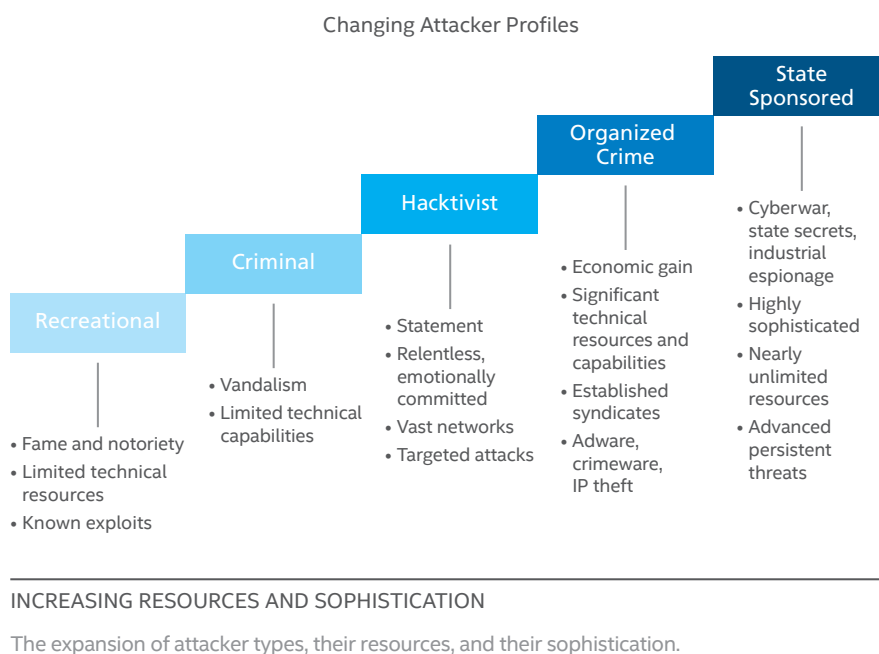 Changing Attacker Profiles
State
Sponsored
Organized
Crime
Hacktivist
Criminal
Recreational
• Fame and notoriety
• Limited technical
resources
• Known exploits
• Vandalism
• Limited technical
capabilities
• Statement
• Relentless,
emotionally
committed
• Vast networks
• Targeted attacks
• Economic gain
• Significant
technical
resources and
capabilities
• Established
syndicates
• Adware,
crimeware,
IP theft
• Cyberwar,
state secrets,
industrial
espionage
• Highly
sophisticated
• Nearly
unlimited
resources
• Advanced
persistent
threats
INCREASING RESOURCES AND SOPHISTICATION
The expansion of attacker types, their resources, and their sophistication.